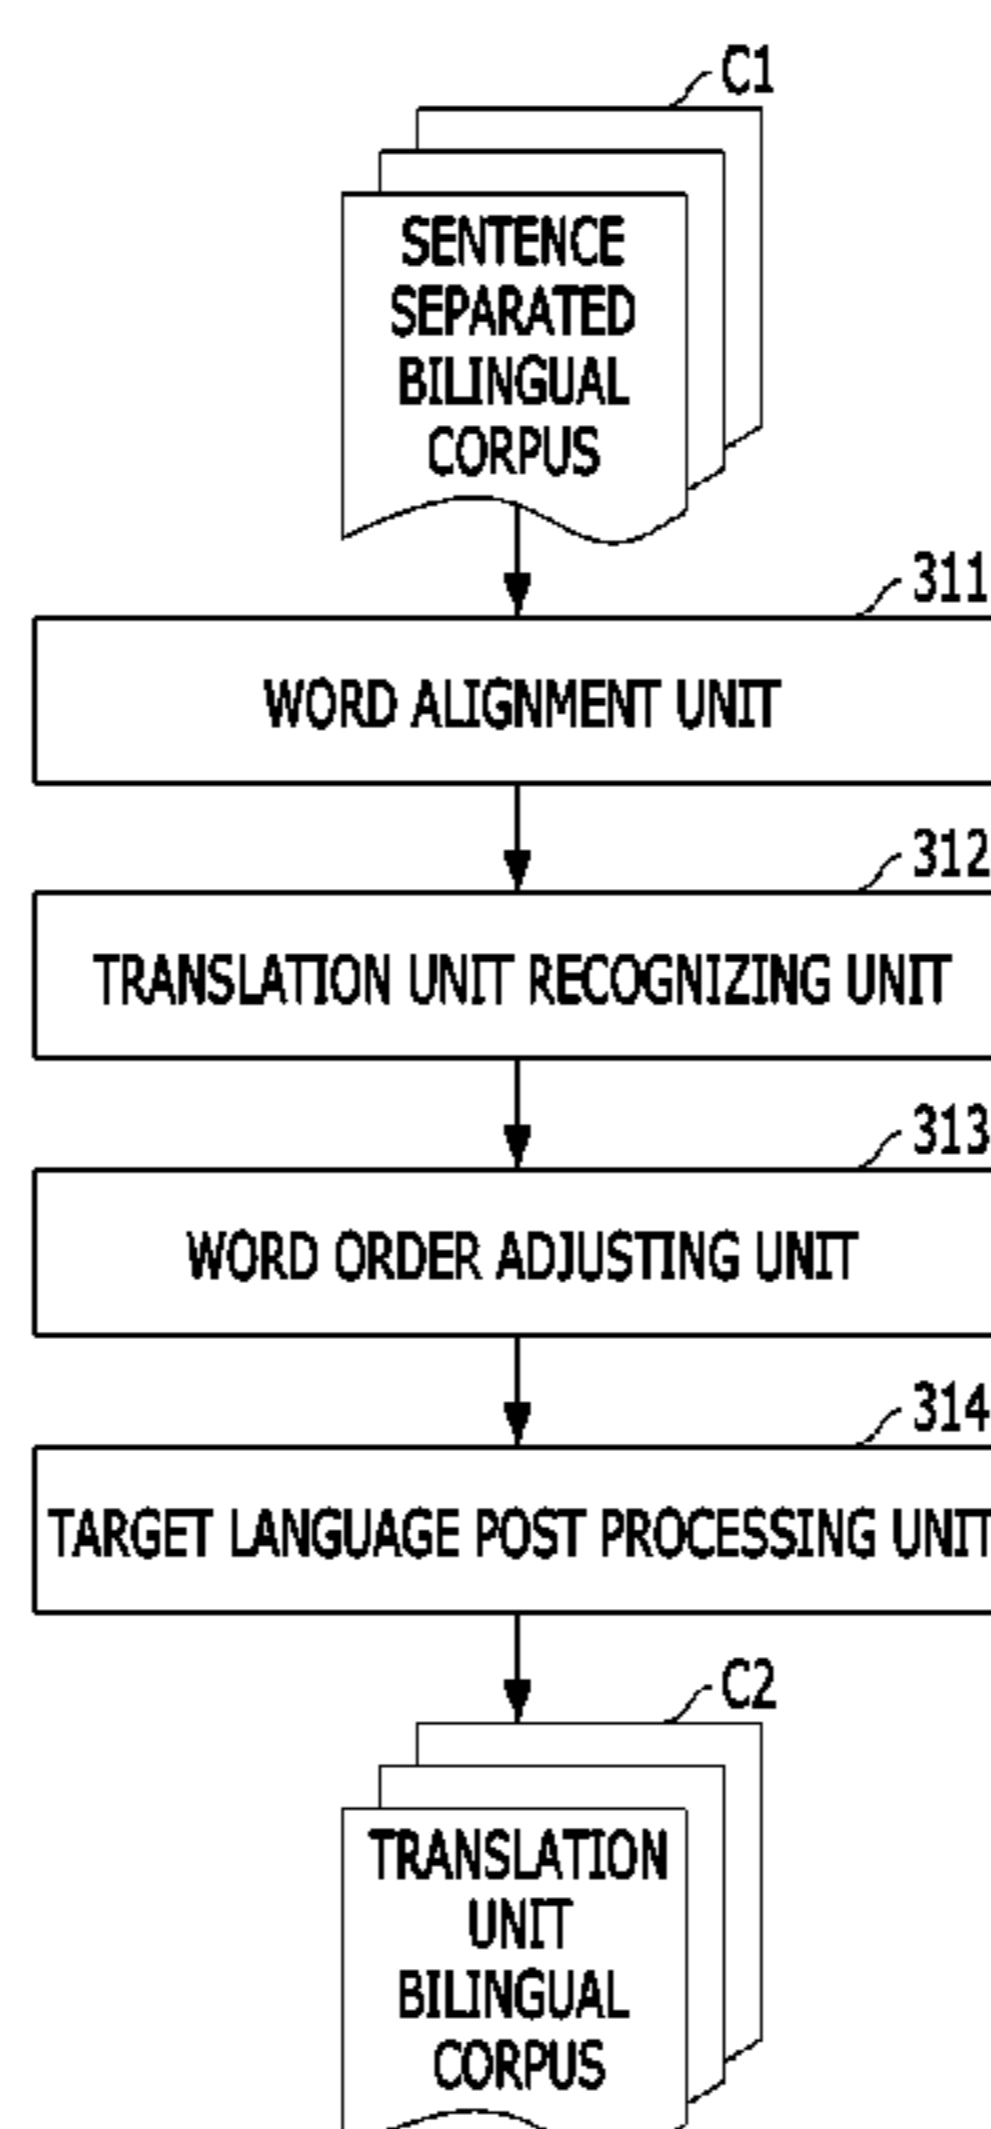 C1
SENTENCE
SEPARATED
BILINGUAL
CORPUS
311
WORD ALIGNMENT UNIT
312
TRANSLATION UNIT RECOGNIZING UNIT
313
WORD ORDER ADJUSTING UNIT
314
TARGET LANGUAGE POST PROCESSING UNIT
C2
TRANSLATION
UNIT
BILINGUAL
CORPUS